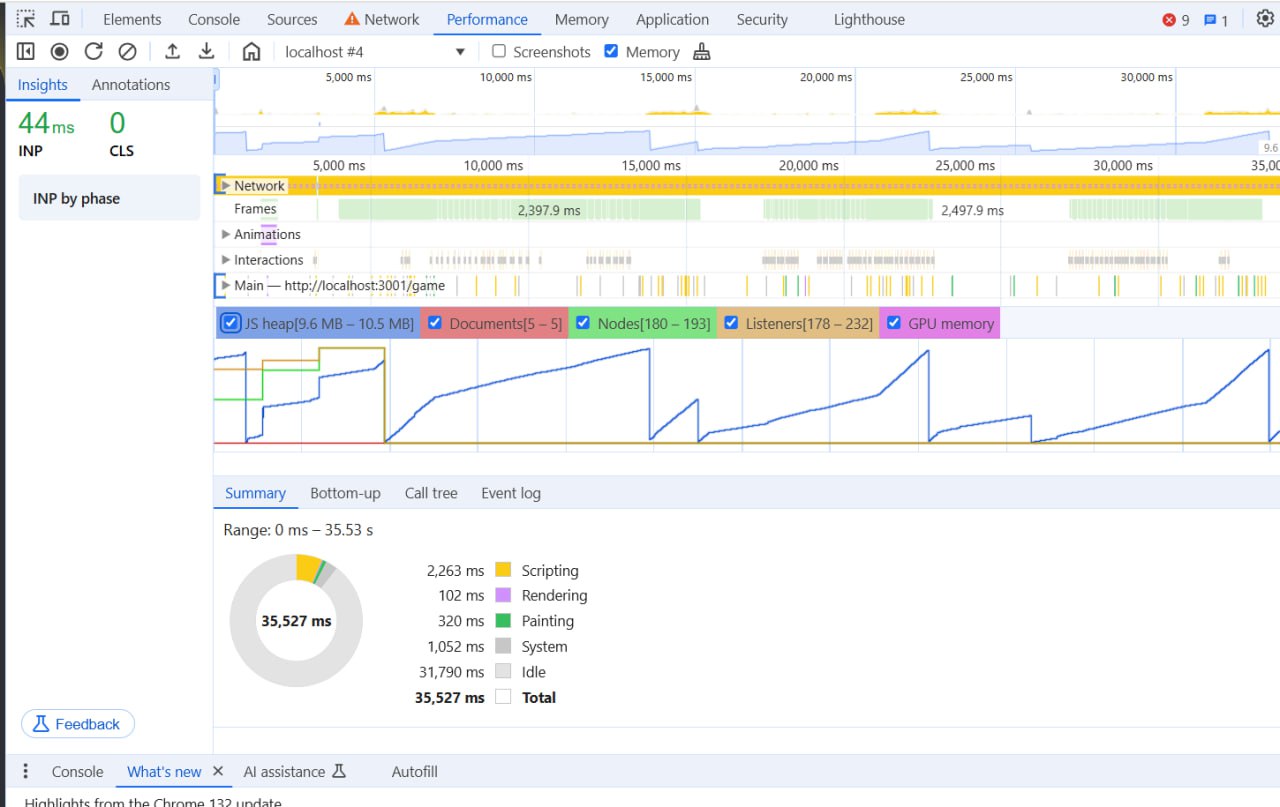 Elements Console Sources Network Performance Memory Application Security Lighthouse 9 1
localhost #4 Screenshots Memory
Insights Annotations
44 ms 0
INP CLS
INP by phase
5,000 ms 10,000 ms 15,000 ms 20,000 ms 25,000 ms 30,000 ms
9.6
5,000 ms 10,000 ms 15,000 ms 20,000 ms 25,000 ms 30,000 ms 35,00
Network
Frames 2,397.9 ms 2,497.9 ms
Animations
Interactions
Main — http://localhost:3001/game
JS heap[9.6 MB – 10.5 MB] Documents[5 – 5] Nodes[180 – 193] Listeners[178 – 232] GPU memory
Summary Bottom-up Call tree Event log
Range: 0 ms – 35.53 s
35,527 ms
2,263 ms Scripting
102 ms Rendering
320 ms Painting
1,052 ms System
31,790 ms Idle
35,527 ms Total
Feedback
Console What's new AI assistance Autofill
Highlights from the Chrome 132 update